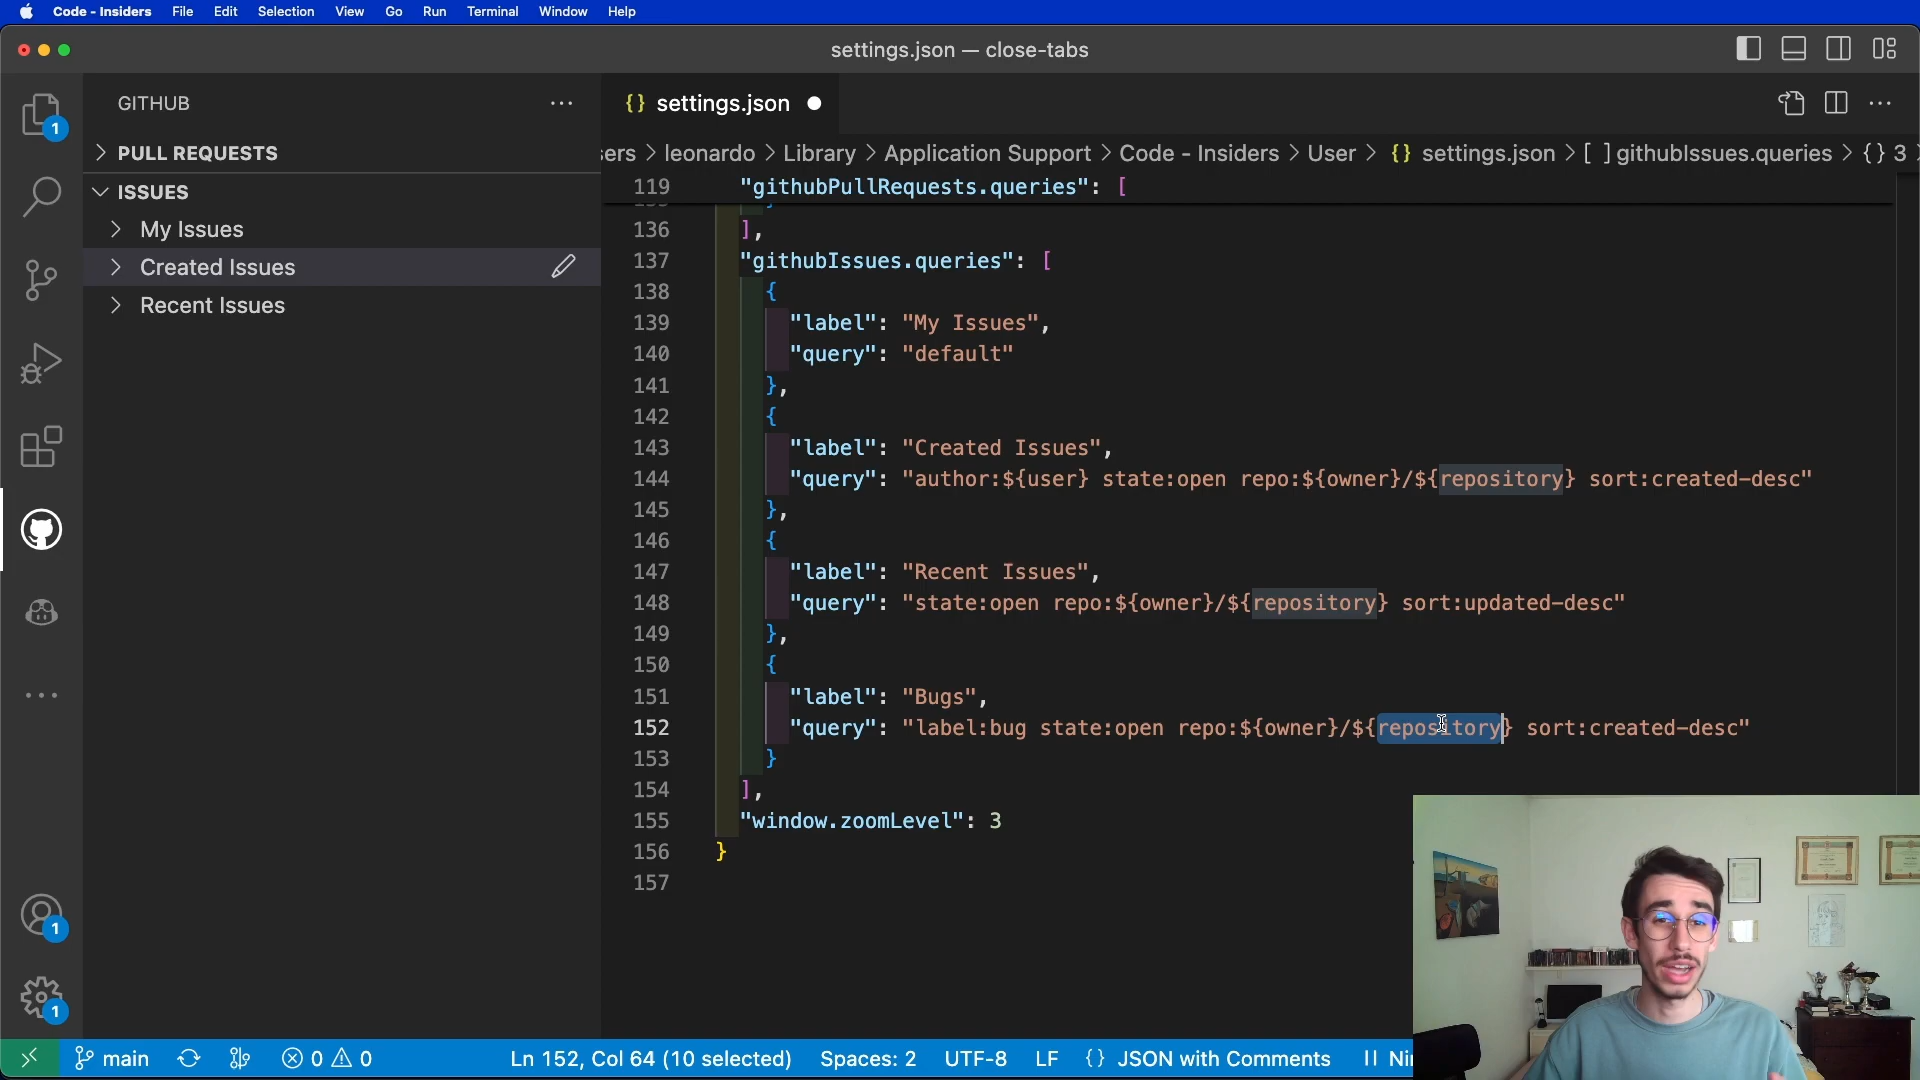 Code - Insiders File Edit Selection View Go Run Terminal Window Help
settings.json — close-tabs
GITHUB
PULL REQUESTS
ISSUES
My Issues
Created Issues
Recent Issues
1
1
1
{} settings.json
leonardo > Library > Application Support > Code - Insiders > User > {} settings.json > [ ] githubIssues.queries > {} 3
119 "githubPullRequests.queries": [
136 ],
137 "githubIssues.queries": [
138 {
139 "label": "My Issues",
140 "query": "default"
141 },
142 {
143 "label": "Created Issues",
144 "query": "author:${user} state:open repo:${owner}/${repository} sort:created-desc"
145 },
146 {
147 "label": "Recent Issues",
148 "query": "state:open repo:${owner}/${repository} sort:updated-desc"
149 },
150 {
151 "label": "Bugs",
152 "query": "label:bug state:open repo:${owner}/${repository} sort:created-desc"
153 }
154 ],
155 "window.zoomLevel": 3
156 }
157
main 0 0 Ln 152, Col 64 (10 selected) Spaces: 2 UTF-8 LF {} JSON with Comments